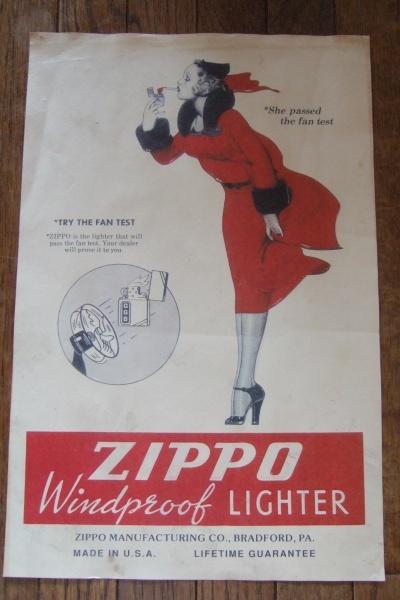 *She passed
the fan test
*TRY THE FAN TEST
*ZIPPO is the lighter that will
pass the fan test. Your dealer
will prove it to you
ZIPPO
Windproof LIGHTER
ZIPPO MANUFACTURING CO., BRADFORD, PA.
MADE IN U.S.A. LIFETIME GUARANTEE